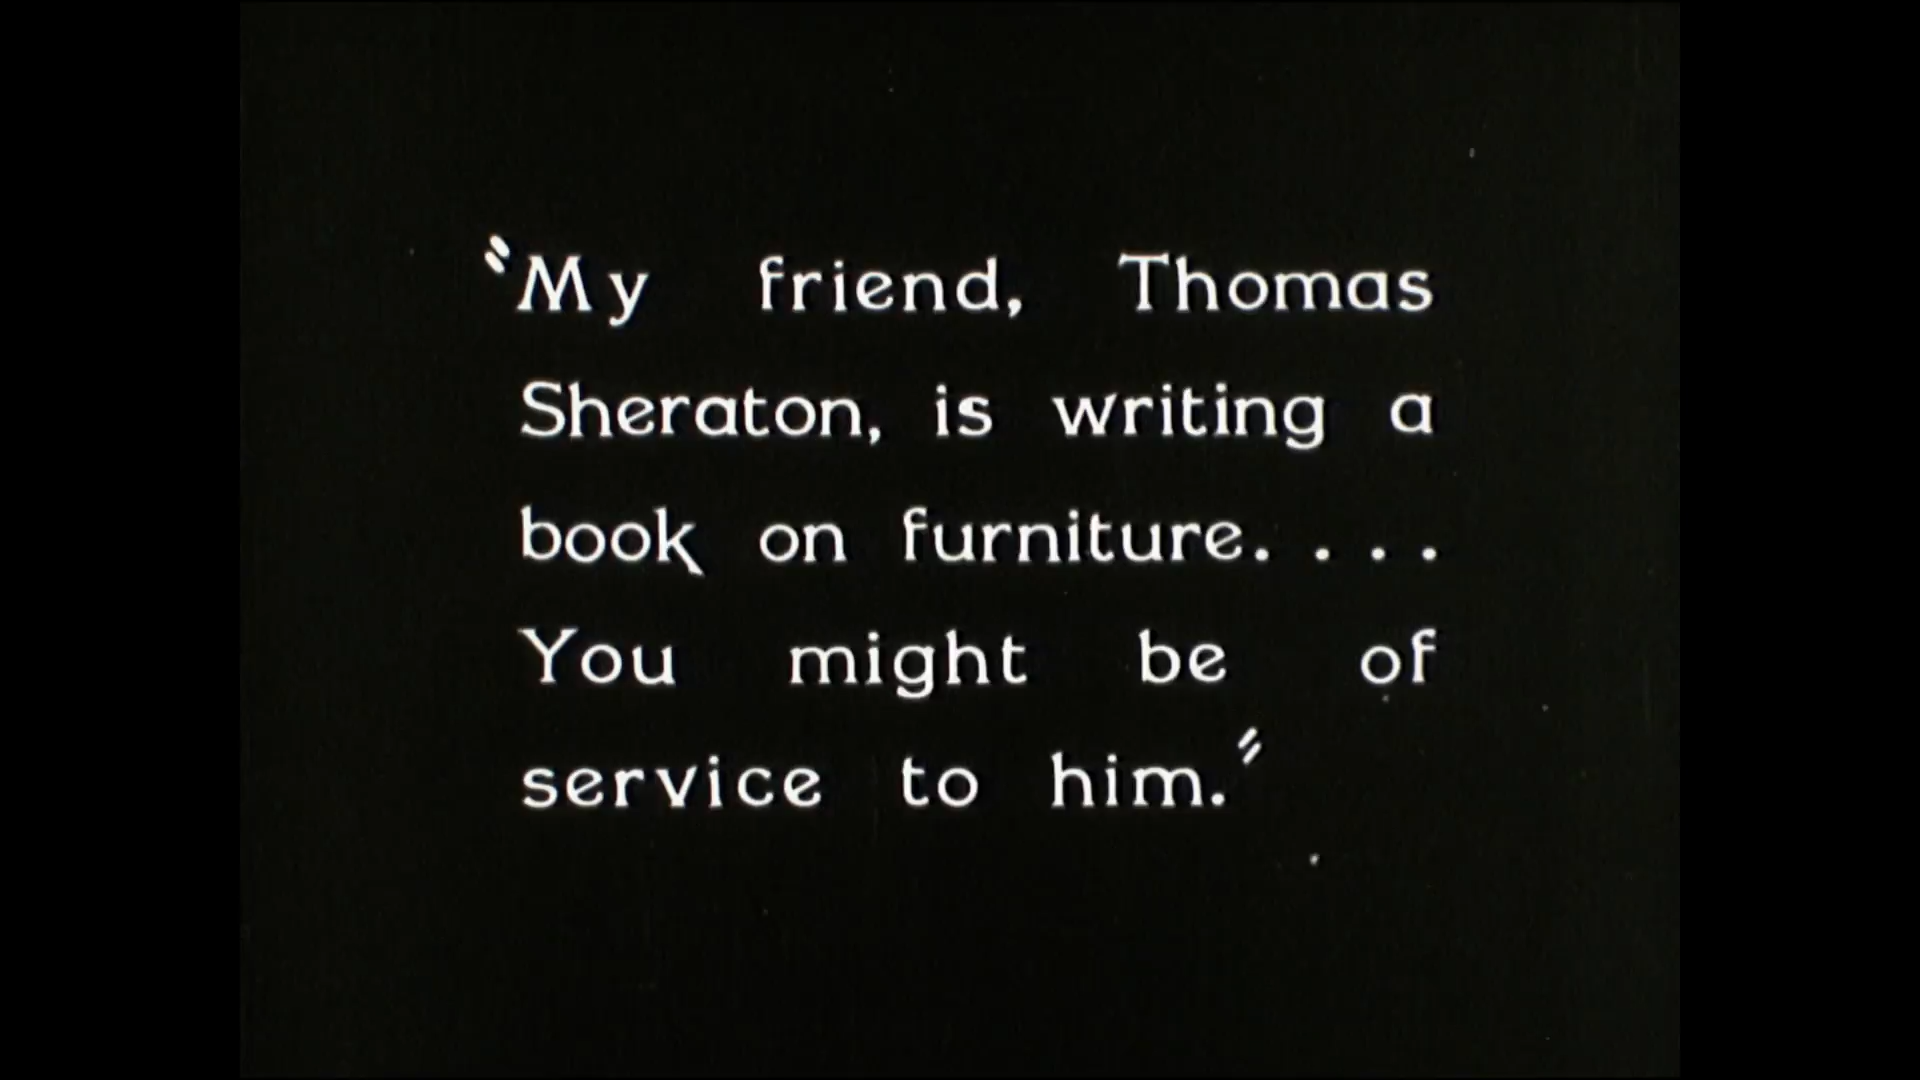 "My friend, Thomas
Sheraton, is writing a
book on furniture. . . .
You might be of
service to him."